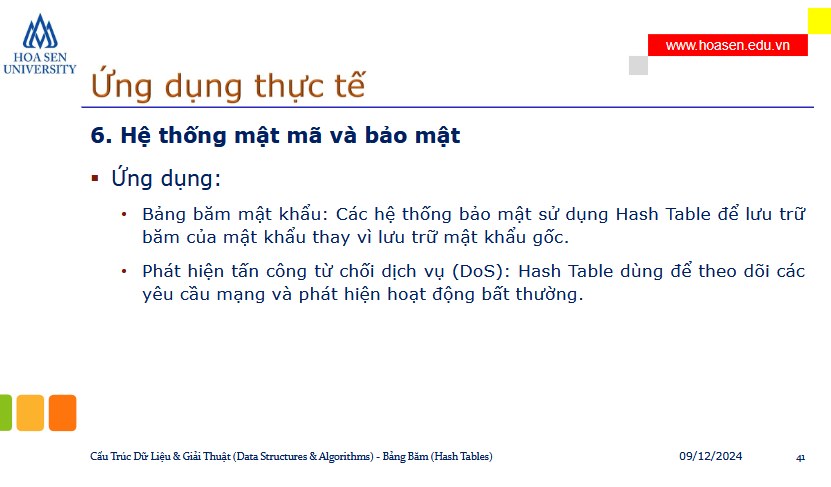 HOA SEN
UNIVERSITY
www.hoasen.edu.vn
Ứng dụng thực tế
6. Hệ thống mật mã và bảo mật
▪ Ứng dụng:
• Bảng băm mật khẩu: Các hệ thống bảo mật sử dụng Hash Table để lưu trữ
băm của mật khẩu thay vì lưu trữ mật khẩu gốc.
• Phát hiện tấn công từ chối dịch vụ (DoS): Hash Table dùng để theo dõi các
yêu cầu mạng và phát hiện hoạt động bất thường.
Cấu Trúc Dữ Liệu & Giải Thuật (Data Structures & Algorithms) - Bảng Băm (Hash Tables) 09/12/2024 41